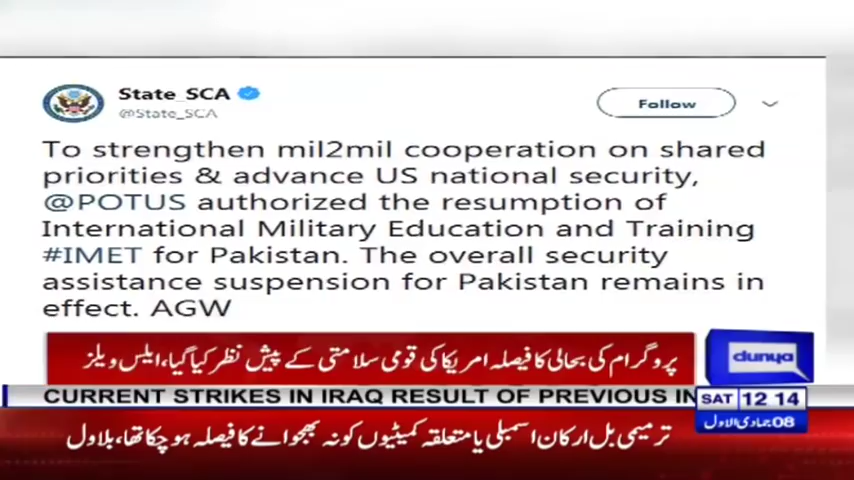 State_SCA
@State_SCA
Follow
To strengthen mil2mil cooperation on shared
priorities & advance US national security,
@POTUS authorized the resumption of
International Military Education and Training
#IMET for Pakistan. The overall security
assistance suspension for Pakistan remains in
effect. AGW
پروگرام کی بحالی کا فیصلہ امریکا کی قومی سلامتی کے پیش نظر کیا گیا، ایلس ویلز
dunya
CURRENT STRIKES IN IRAQ RESULT OF PREVIOUS IN
SAT 12 14
08 جمادی الاول
ترمیمی بل ارکان اسمبلی یا متعلقہ کمیٹیوں کو نہ بھجوانے کا فیصلہ ہو چکا تھا، بلاول